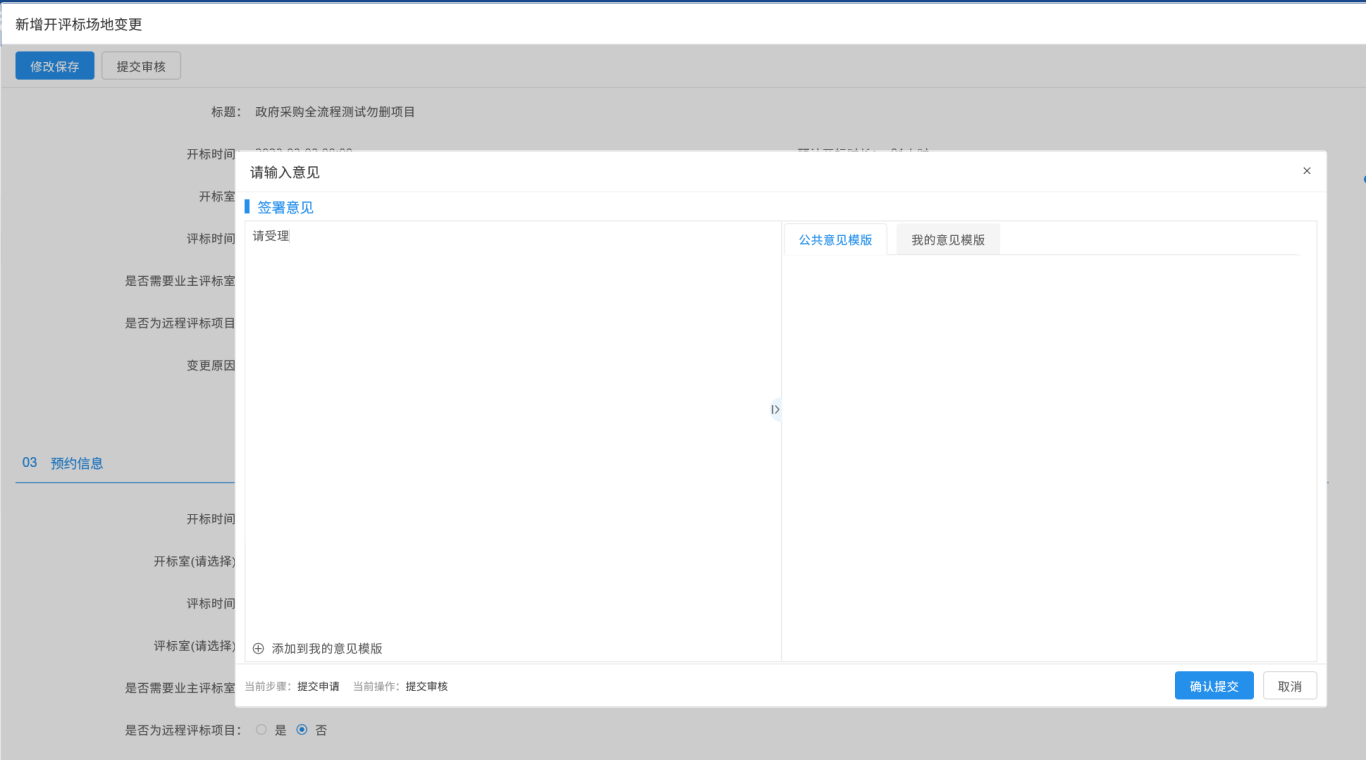 新增开评标场地变更
修改保存 提交审核
标题： 政府采购全流程测试勿删项目
开标时间
请输入意见 ×
开标室
签署意见
评标时间
请受理
公共意见模版 我的意见模版
是否需要业主评标室
是否为远程评标项目
变更原因
03 预约信息
开标时间
开标室(请选择)
评标时间
评标室(请选择)
添加到我的意见模版
是否需要业主评标室
当前步骤：提交申请 当前操作：提交审核
确认提交 取消
是否为远程评标项目： 是 否